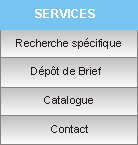 SERVICES
Recherche spécifique
Dépôt de Brief
Catalogue
Contact